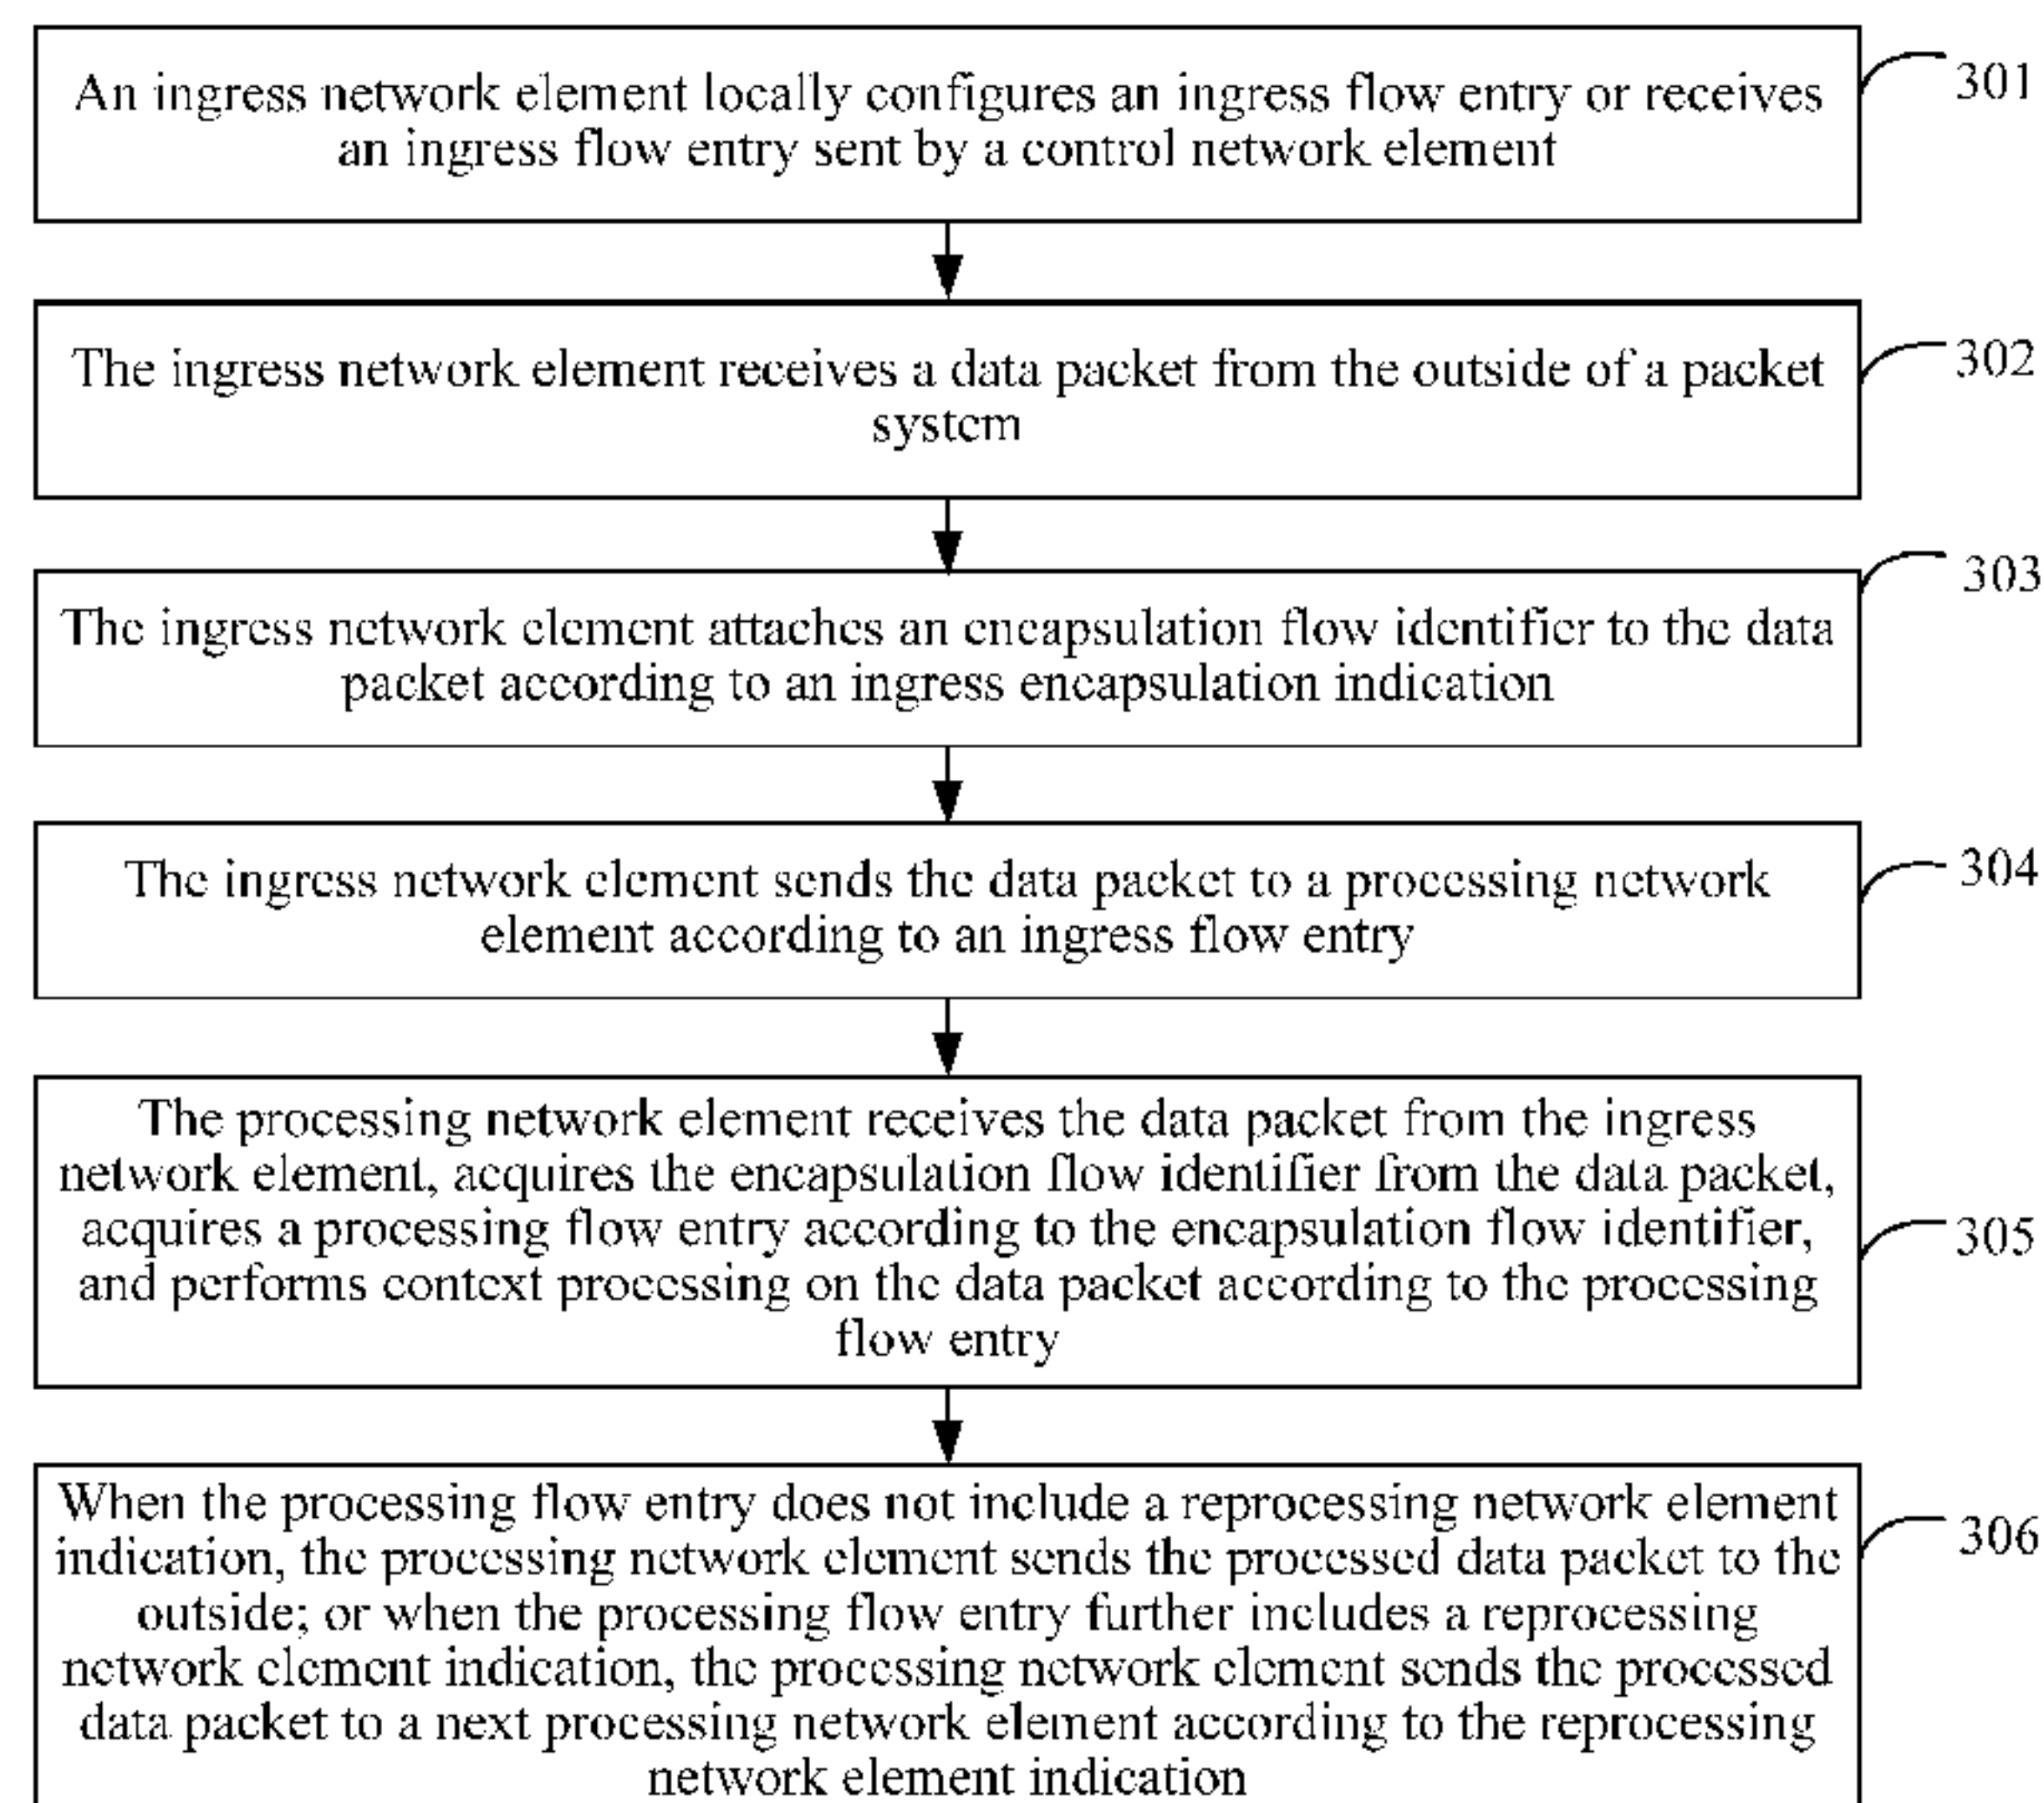 An ingress network element locally configures an ingress flow entry or receives
an ingress flow entry sent by a control network element
301
The ingress network element receives a data packet from the outside of a packet
system
302
The ingress network element attaches an encapsulation flow identifier to the data
packet according to an ingress encapsulation indication
303
The ingress network element sends the data packet to a processing network
element according to an ingress flow entry
304
The processing network element receives the data packet from the ingress
network element, acquires the encapsulation flow identifier from the data packet,
acquires a processing flow entry according to the encapsulation flow identifier,
and performs context processing on the data packet according to the processing
flow entry
305
When the processing flow entry does not include a reprocessing network element
indication, the processing network element sends the processed data packet to the
outside; or when the processing flow entry further includes a reprocessing
network element indication, the processing network element sends the processed
data packet to a next processing network element according to the reprocessing
network element indication
306